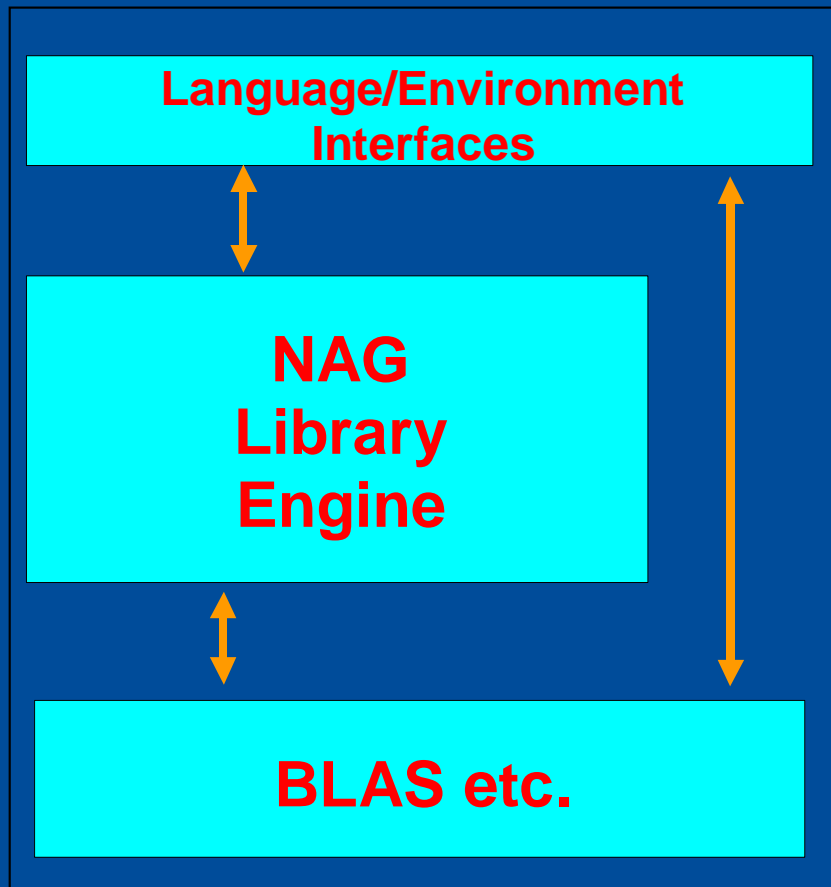 Language/Environment
Interfaces
NAG
Library
Engine
BLAS etc.